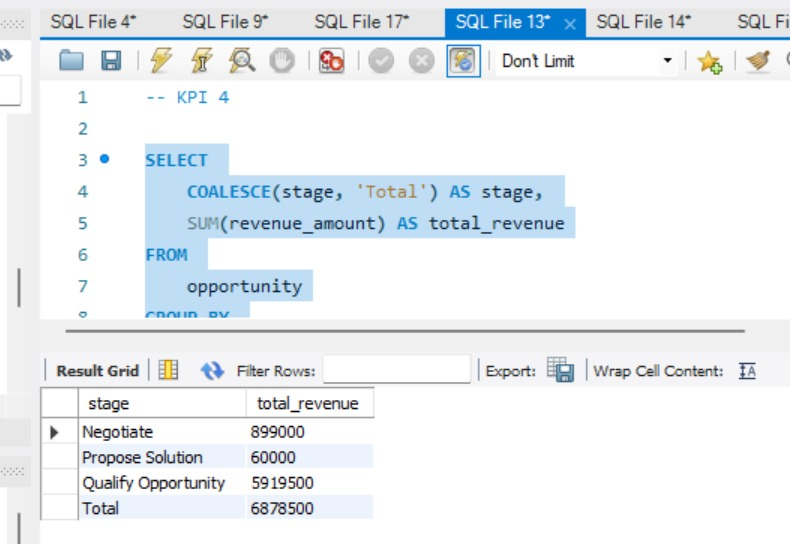 SQL File 4* SQL File 9* SQL File 17* SQL File 13* × SQL File 14* SQL Fi
Don't Limit
1 -- KPI 4
2
3 SELECT
4 COALESCE(stage, 'Total') AS stage,
5 SUM(revenue_amount) AS total_revenue
6 FROM
7 opportunity
8 GROUP BY
Result Grid Filter Rows: Export: Wrap Cell Content: IA
stage total_revenue
Negotiate 899000
Propose Solution 60000
Qualify Opportunity 5919500
Total 6878500